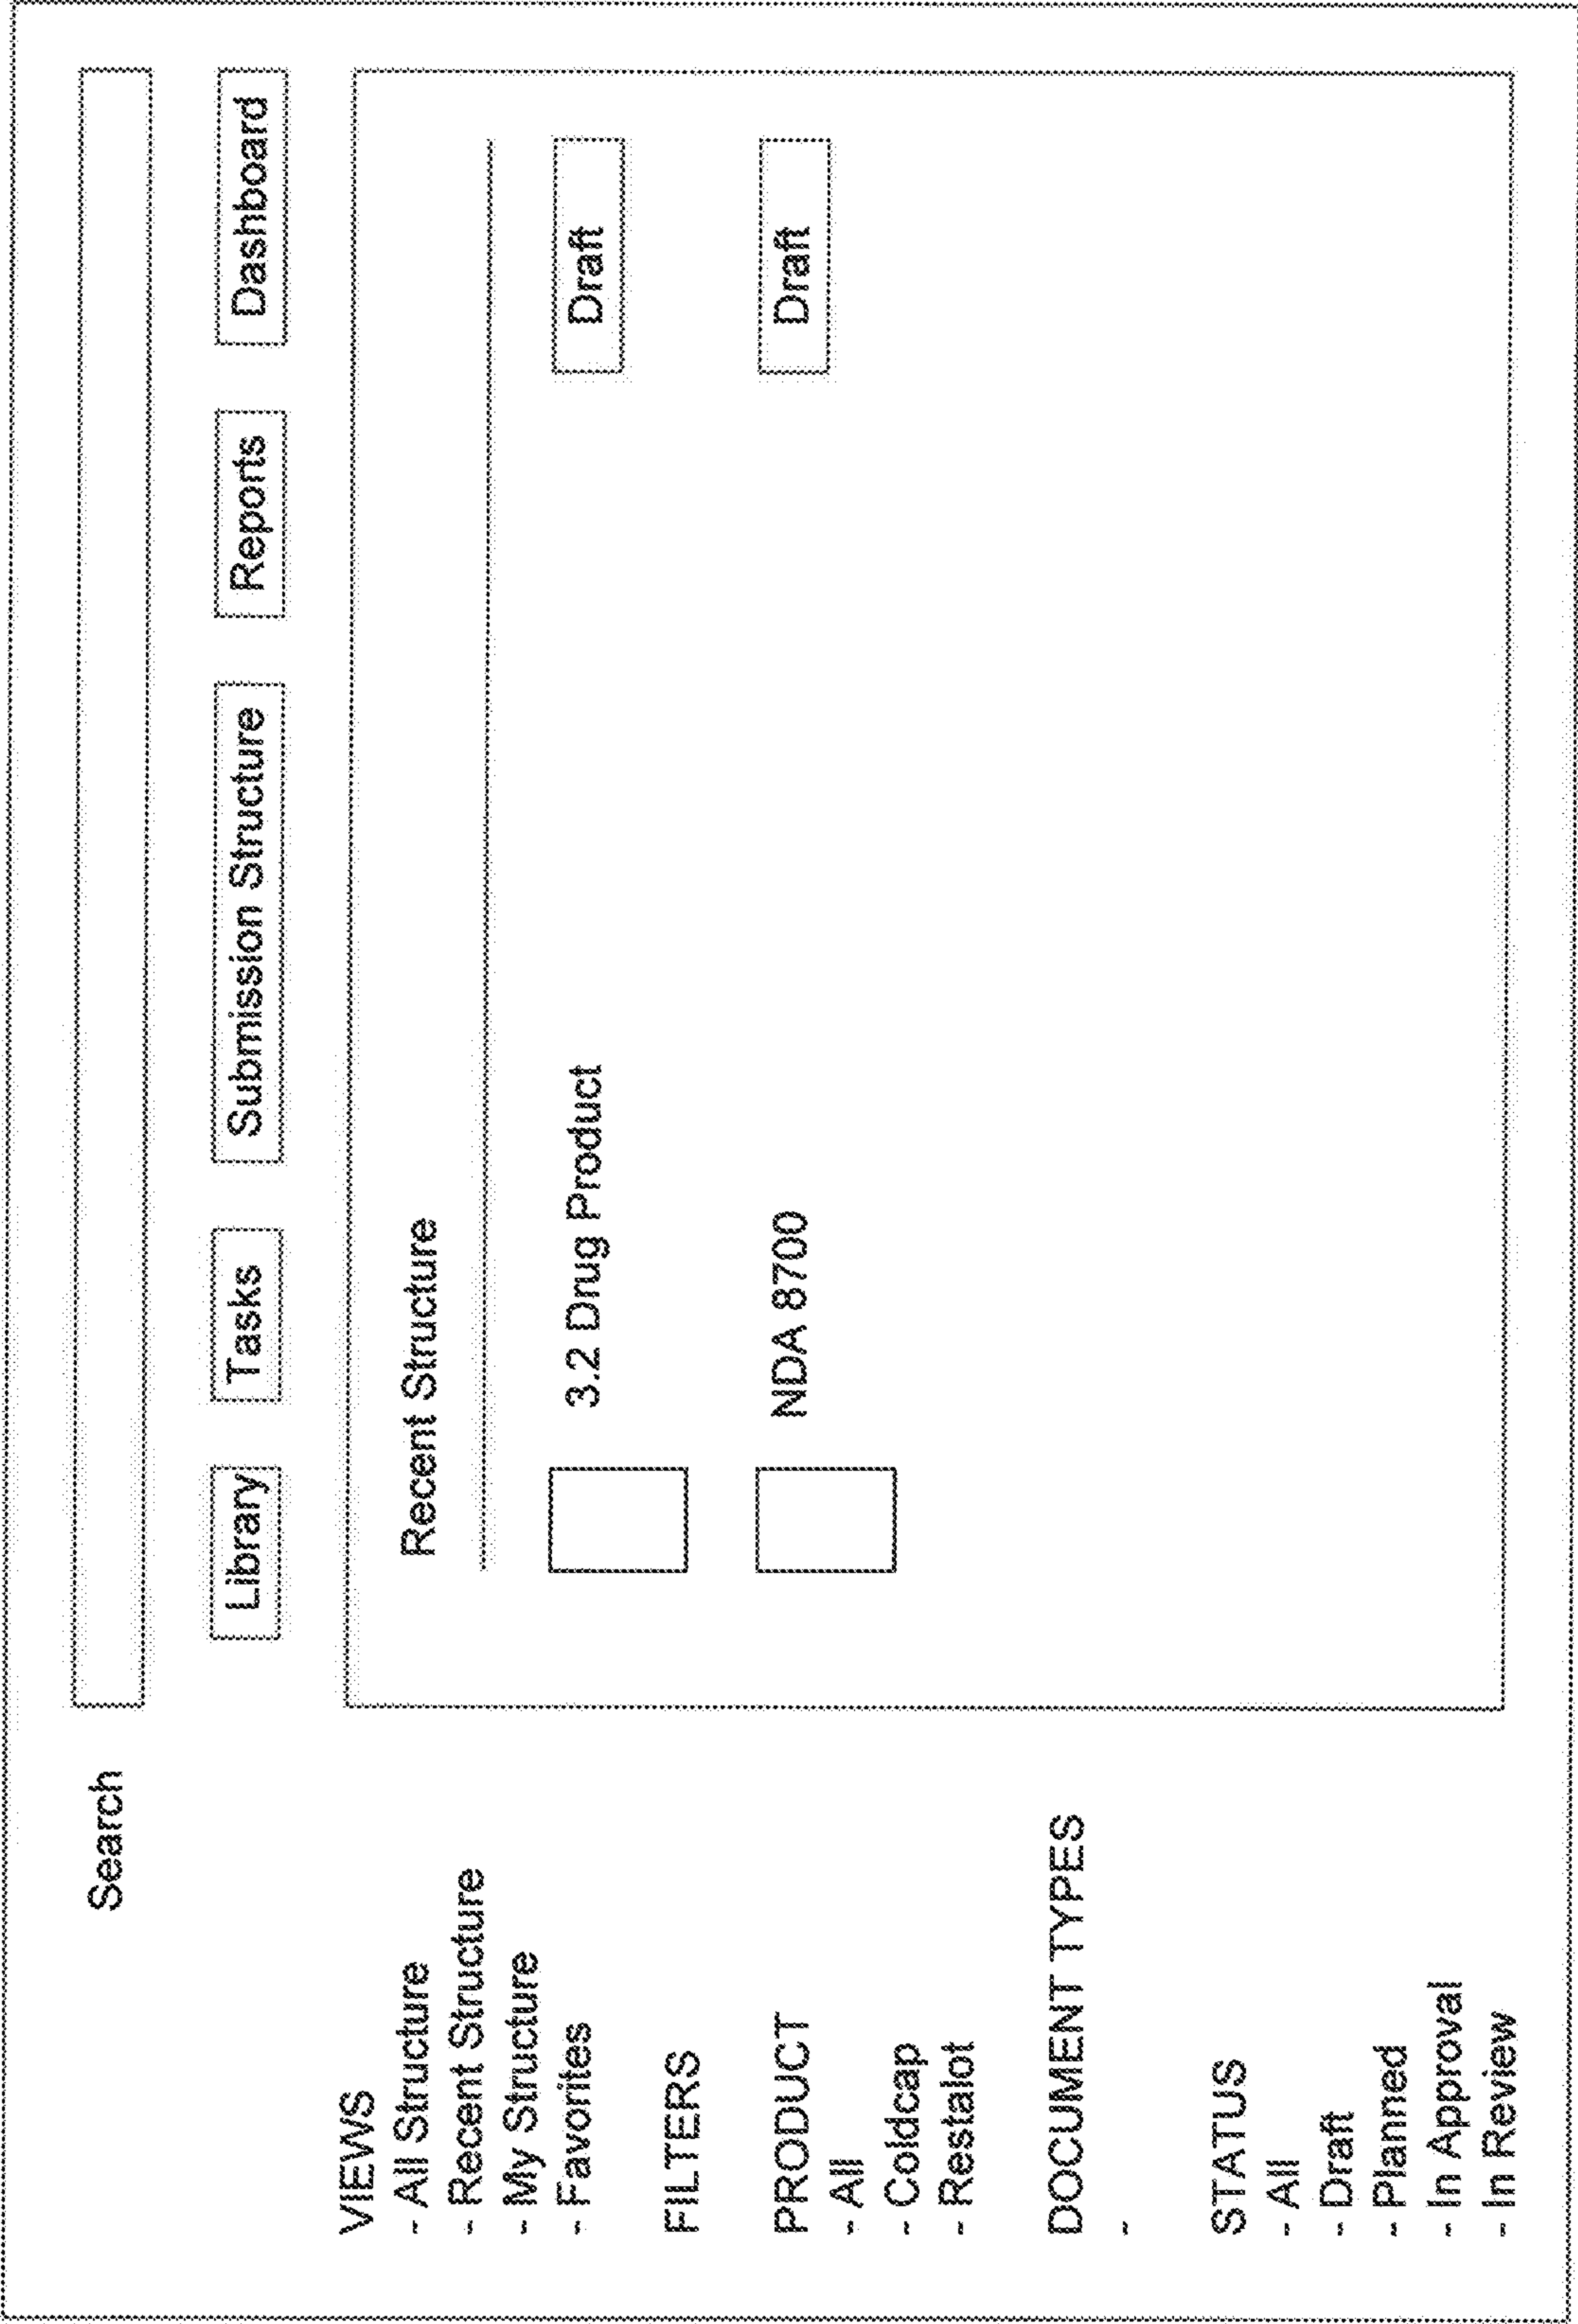 Search
Library Tasks Submission Structure Reports Dashboard
VIEWS
- All Structure
- Recent Structure
- My Structure
- Favorites
FILTERS
PRODUCT
- All
- Coldcap
- Restalot
DOCUMENT TYPES
-
STATUS
- All
- Draft
- Planned
- In Approval
- In Review
Recent Structure
3.2 Drug Product Draft
NDA 8700 Draft